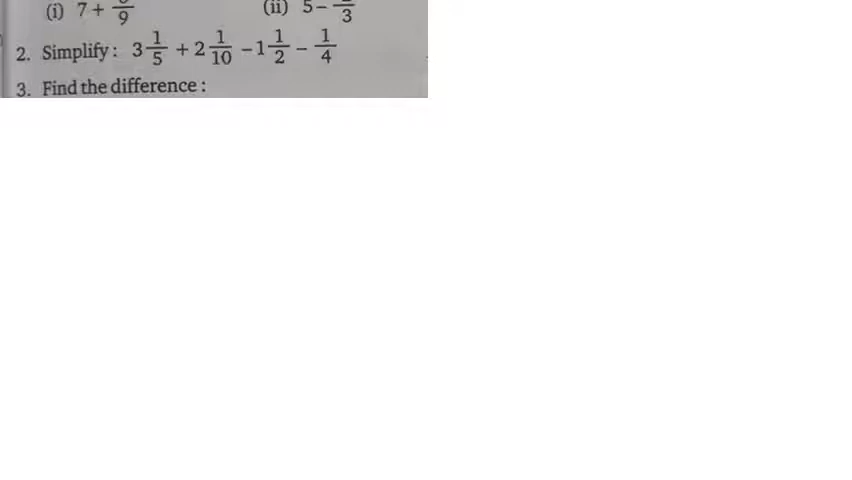 (i) 7 + 9 (ii) 5 - 3
2. Simplify : 3 1/5 + 2 1/10 - 1 1/2 - 1/4
3. Find the difference :